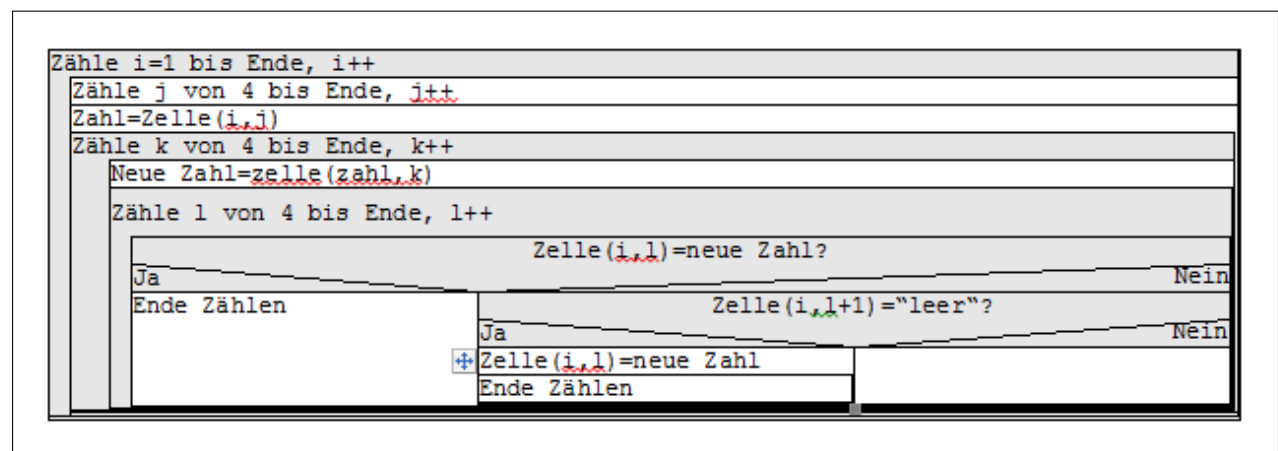 Zähle i=1 bis Ende, i++
Zähle j von 4 bis Ende, j++
Zahl=Zelle(i,j)
Zähle k von 4 bis Ende, k++
Neue Zahl=zelle(zahl,k)
Zähle l von 4 bis Ende, l++
Zelle(i,l)=neue Zahl?
Ja Nein
Ende Zählen Zelle(i,l+1)=“leer“?
Ja Nein
Zelle(i,l)=neue Zahl
Ende Zählen